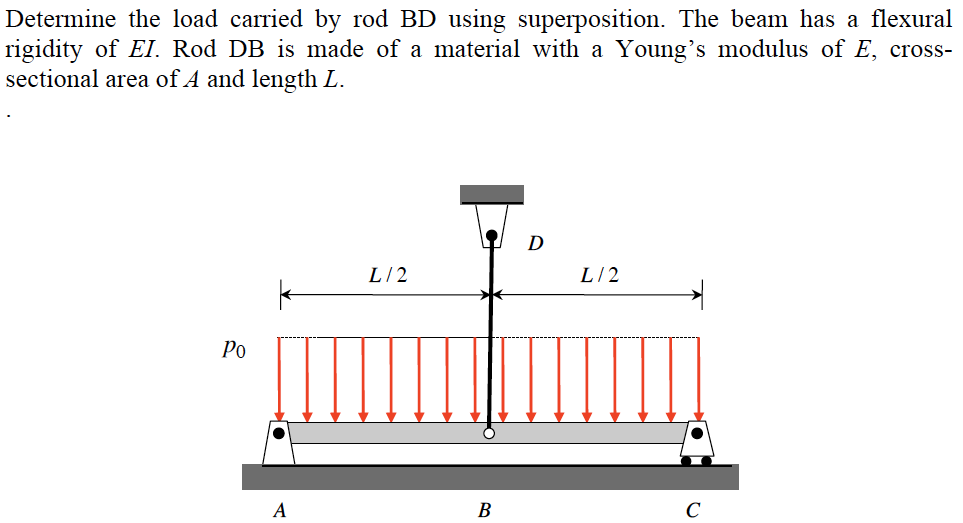 Determine the load carried by rod BD using superposition. The beam has a flexural
rigidity of EI. Rod DB is made of a material with a Young’s modulus of E, cross-
sectional area of A and length L.
.
D
L / 2
L / 2
p0
A
B
C